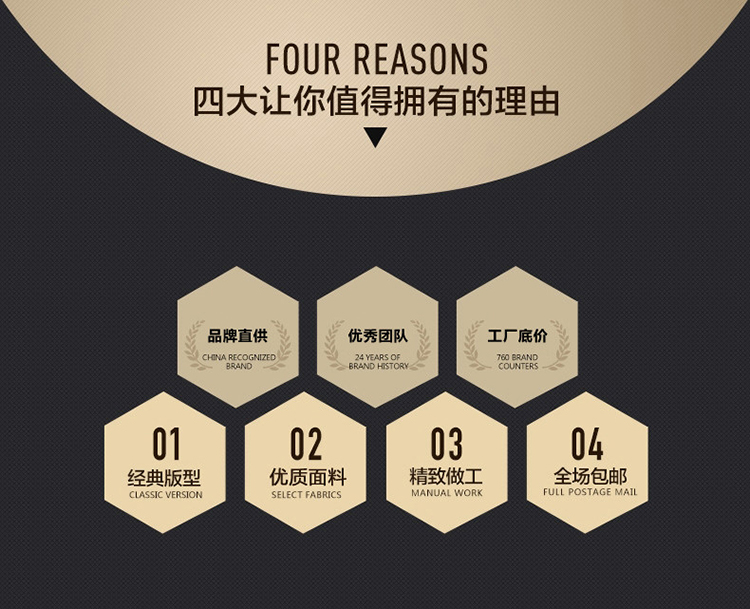 FOUR REASONS
四大让你值得拥有的理由
品牌直供
CHINA RECOGNIZED
BRAND
优秀团队
24 YEARS OF
BRAND HISTORY
工厂底价
760 BRAND
COUNTERS
01
经典版型
CLASSIC VERSION
02
优质面料
SELECT FABRICS
03
精致做工
MANUAL WORK
04
全场包邮
FULL POSTAGE MAIL